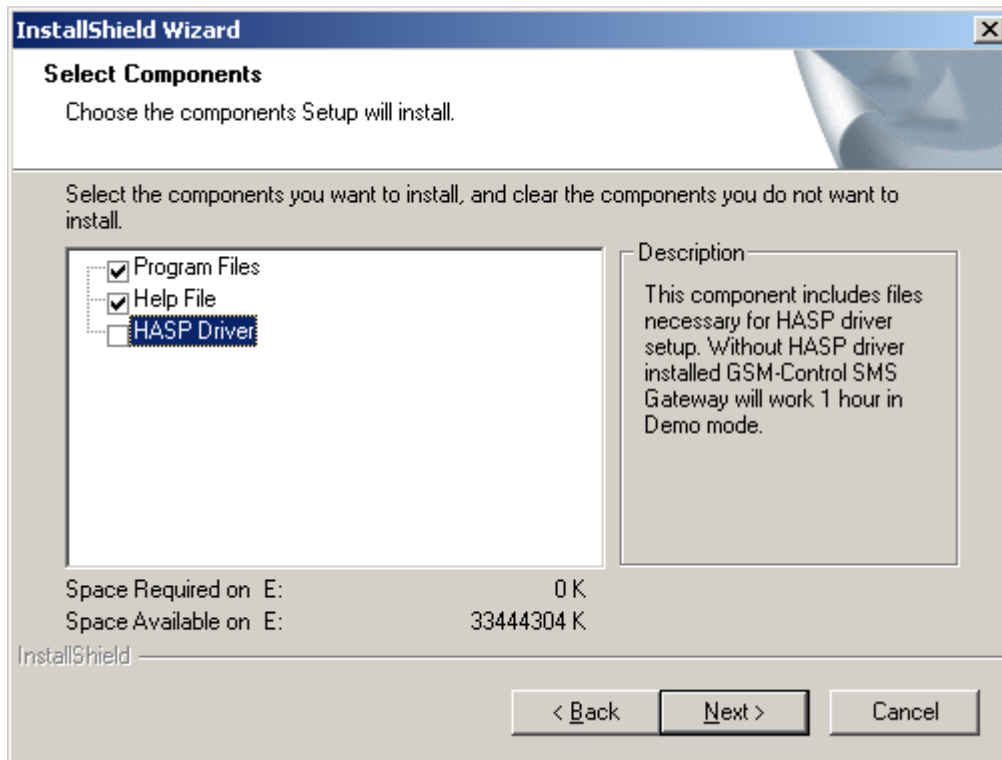 InstallShield Wizard
Select Components
Choose the components Setup will install.
Select the components you want to install, and clear the components you do not want to
install.
Program Files
Help File
HASP Driver
Description
This component includes files
necessary for HASP driver
setup. Without HASP driver
installed GSM-Control SMS
Gateway will work 1 hour in
Demo mode.
Space Required on E: 0 K
Space Available on E: 33444304 K
InstallShield
< Back Next > Cancel